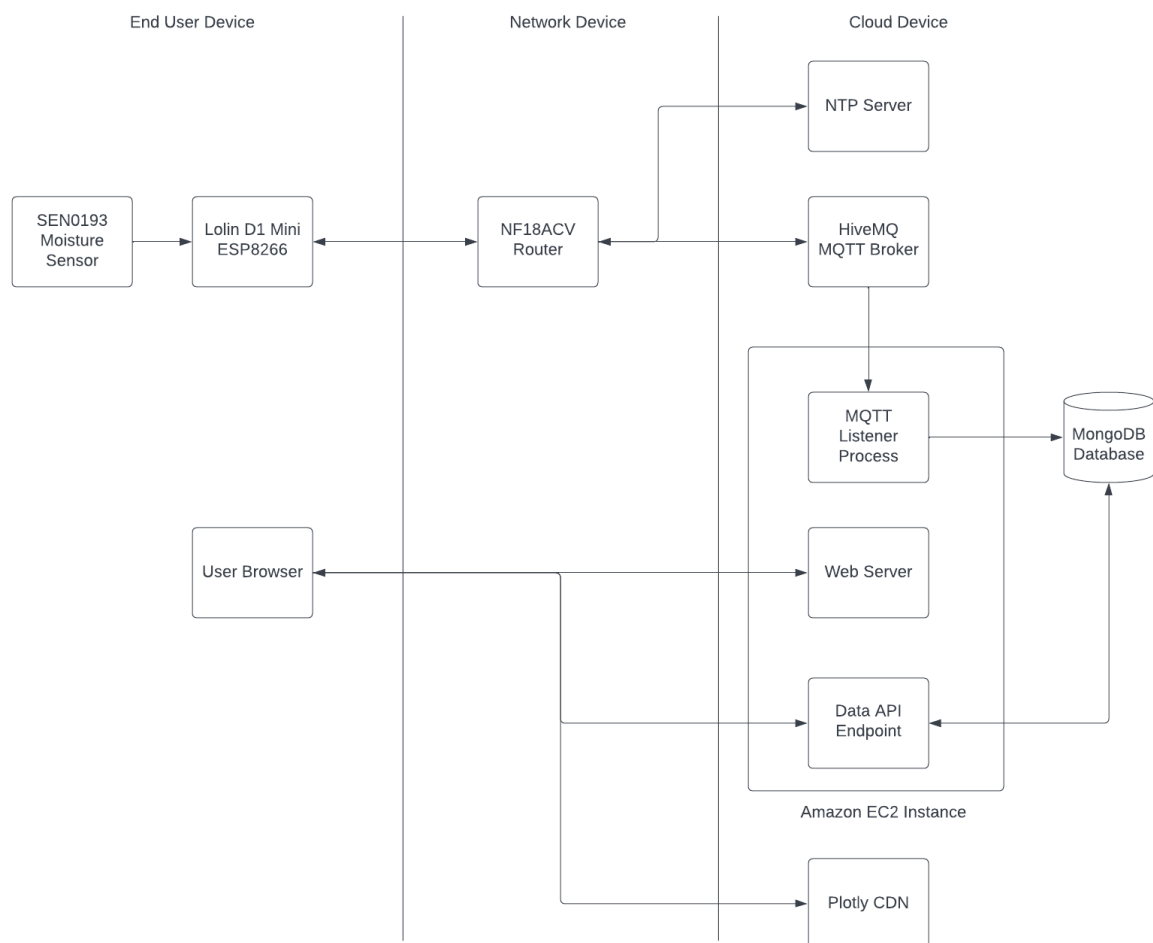 End User Device
Network Device
Cloud Device
NTP Server
SEN0193
Moisture
Sensor
Lolin D1 Mini
ESP8266
NF18ACV
Router
HiveMQ
MQTT Broker
MQTT
Listener
Process
MongoDB
Database
User Browser
Web Server
Data API
Endpoint
Amazon EC2 Instance
Plotly CDN